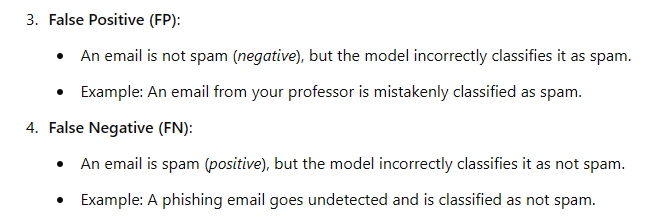 3. False Positive (FP):
• An email is not spam (negative), but the model incorrectly classifies it as spam.
• Example: An email from your professor is mistakenly classified as spam.
4. False Negative (FN):
• An email is spam (positive), but the model incorrectly classifies it as not spam.
• Example: A phishing email goes undetected and is classified as not spam.